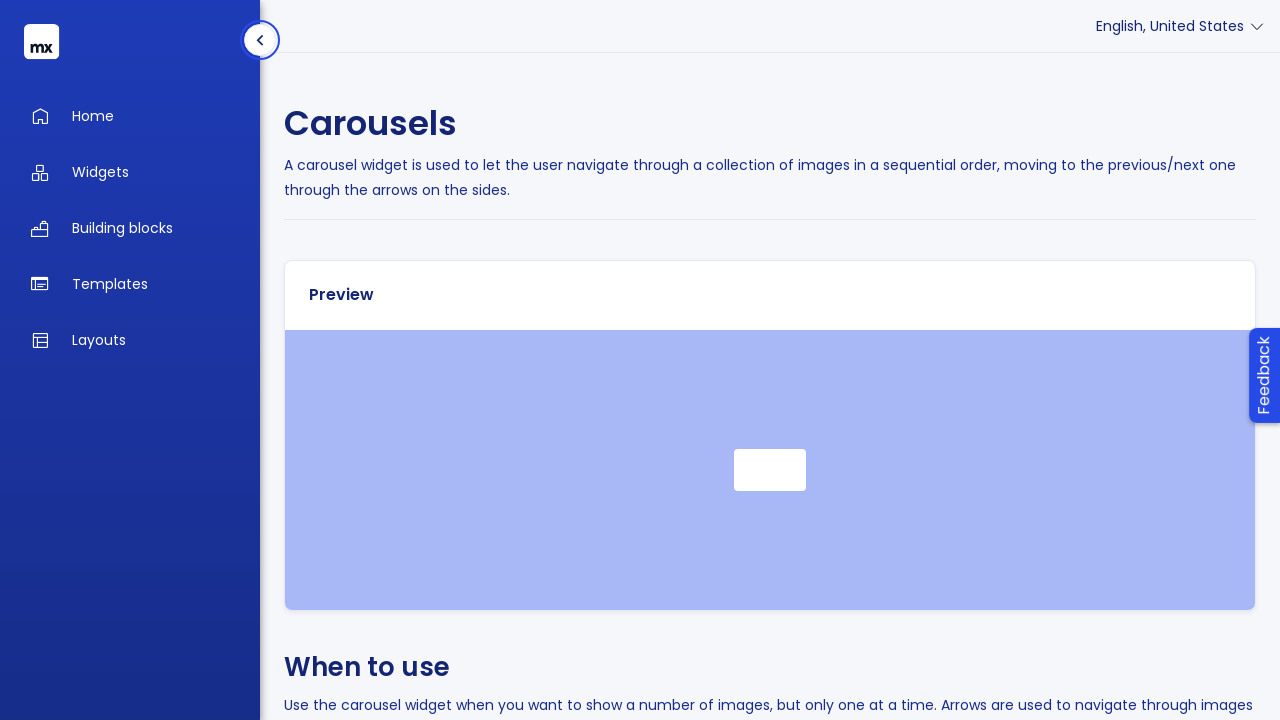 mx
English, United States
Home
Widgets
Building blocks
Templates
Layouts
Carousels
A carousel widget is used to let the user navigate through a collection of images in a sequential order, moving to the previous/next one
through the arrows on the sides.
Preview
Feedback
When to use
Use the carousel widget when you want to show a number of images, but only one at a time. Arrows are used to navigate through images